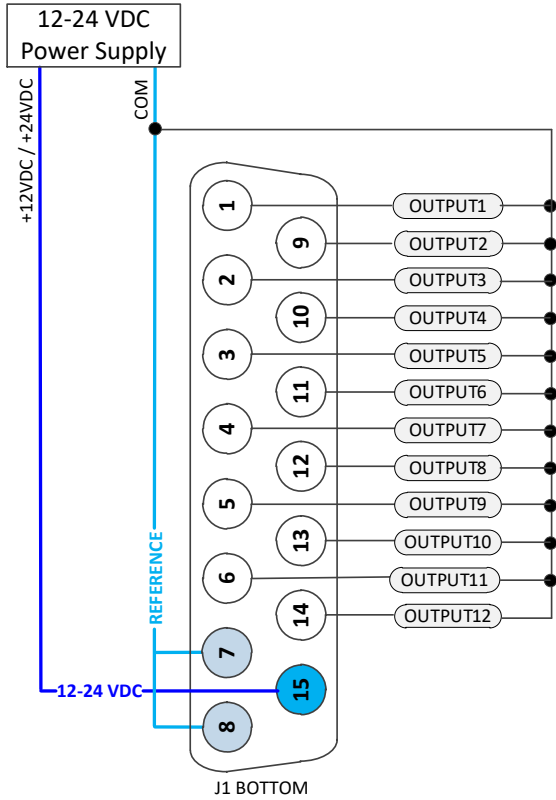 12-24 VDC
Power Supply
+12VDC / +24VDC
COM
1
OUTPUT1
9
OUTPUT2
2
OUTPUT3
10
OUTPUT4
3
OUTPUT5
11
OUTPUT6
4
OUTPUT7
12
OUTPUT8
5
OUTPUT9
13
OUTPUT10
6
OUTPUT11
14
OUTPUT12
REFERENCE
7
12-24 VDC
15
8
J1 BOTTOM